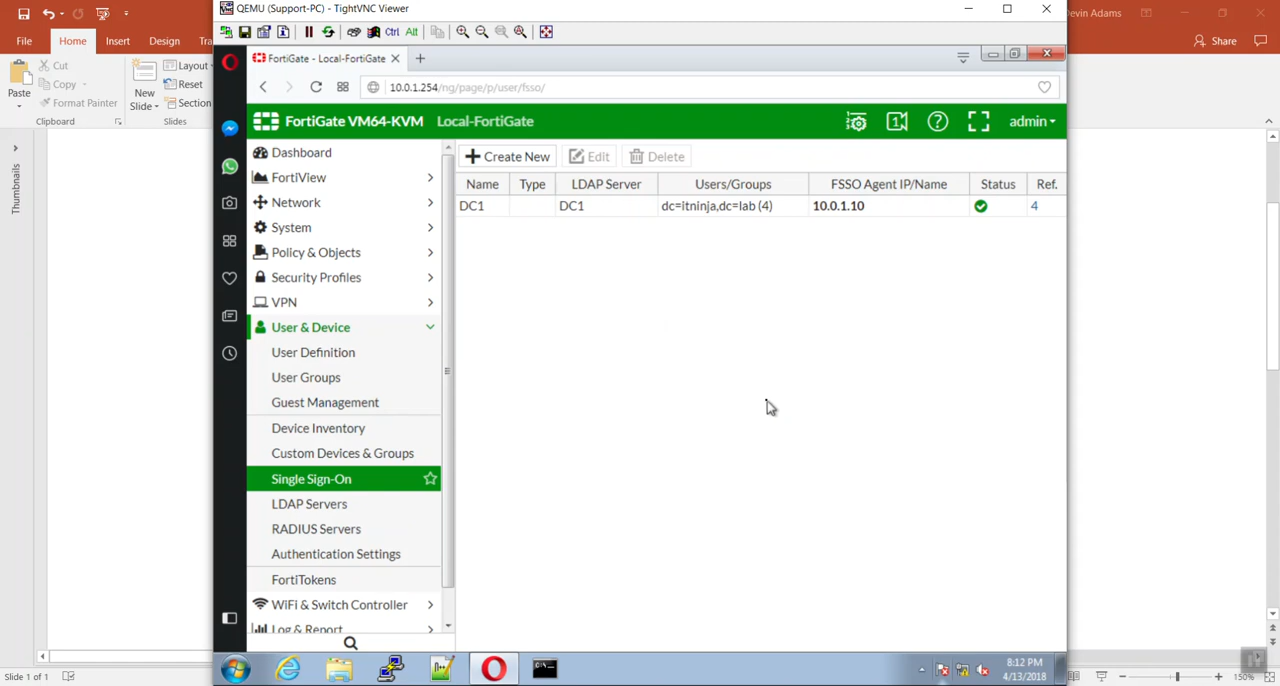 QEMU (Support-PC) - TightVNC Viewer
evin Adams
File Home Insert Design Tra
Share
Ctrl Alt
Cut
Copy
Format Painter
Paste
Clipboard
New
Slide
Layout
Reset
Section
Slides
Thumbnails
FortiGate - Local-FortiGate
10.0.1.254/ng/page/p/user/fsso/
FortiGate VM64-KVM Local-FortiGate
1
admin
Dashboard
FortiView
Network
System
Policy & Objects
Security Profiles
VPN
User & Device
User Definition
User Groups
Guest Management
Device Inventory
Custom Devices & Groups
Single Sign-On
LDAP Servers
RADIUS Servers
Authentication Settings
FortiTokens
WiFi & Switch Controller
Log & Report
Create New Edit Delete
Name Type LDAP Server Users/Groups FSSO Agent IP/Name Status Ref.
DC1 DC1 dc=itninja,dc=lab (4) 10.0.1.10 4
8:12 PM
4/13/2018
Slide 1 of 1
150%